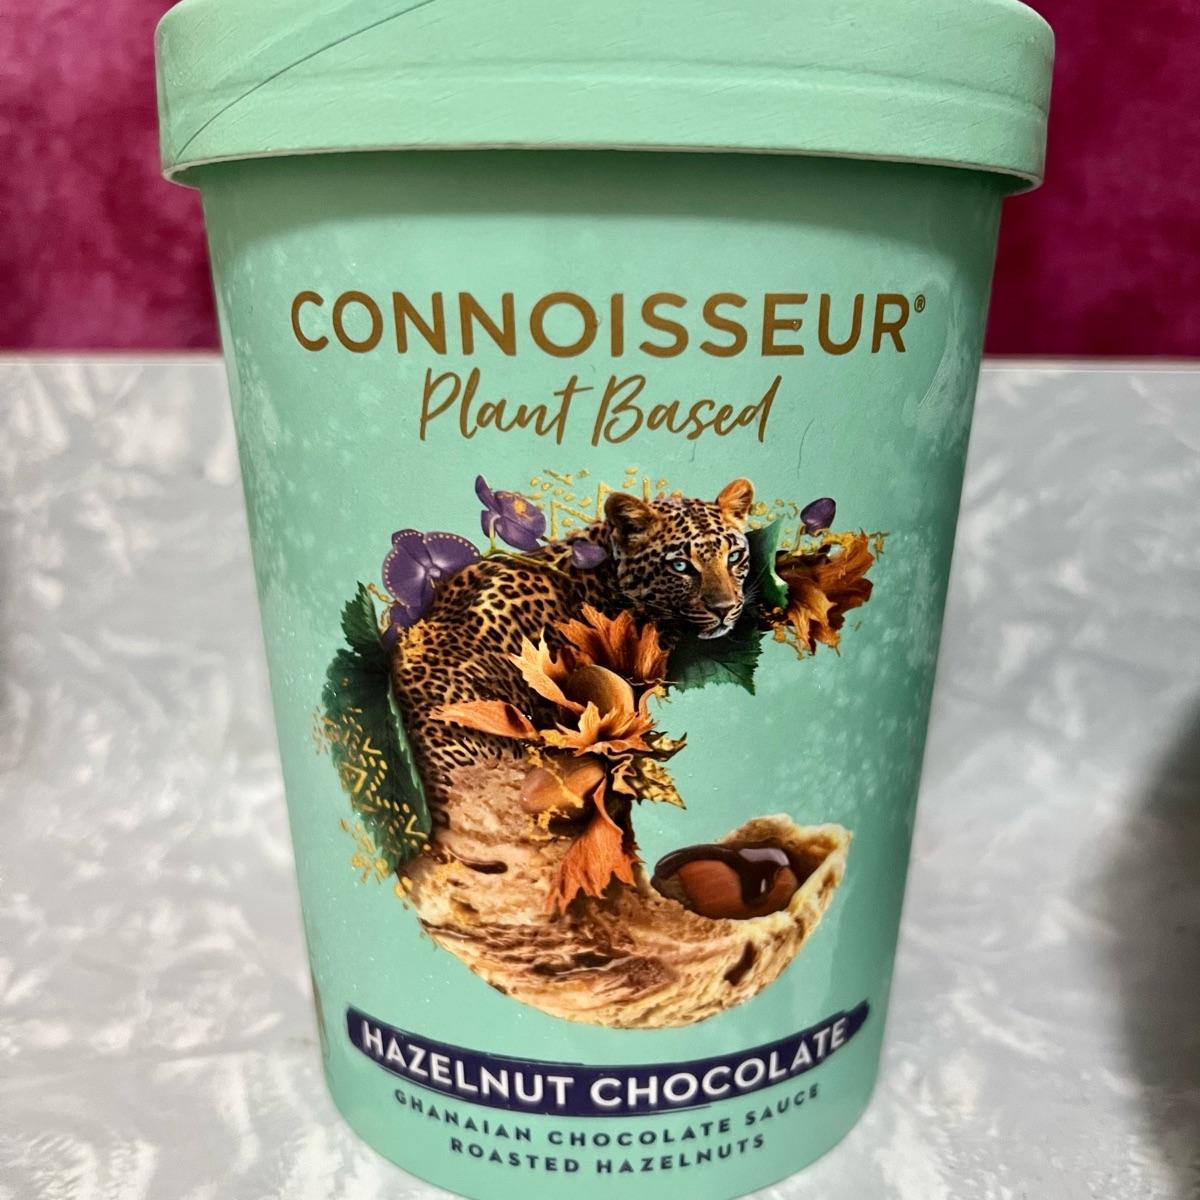 CONNOISSEUR®
Plant Based
HAZELNUT CHOCOLATE
GHANAIAN CHOCOLATE SAUCE
ROASTED HAZELNUTS